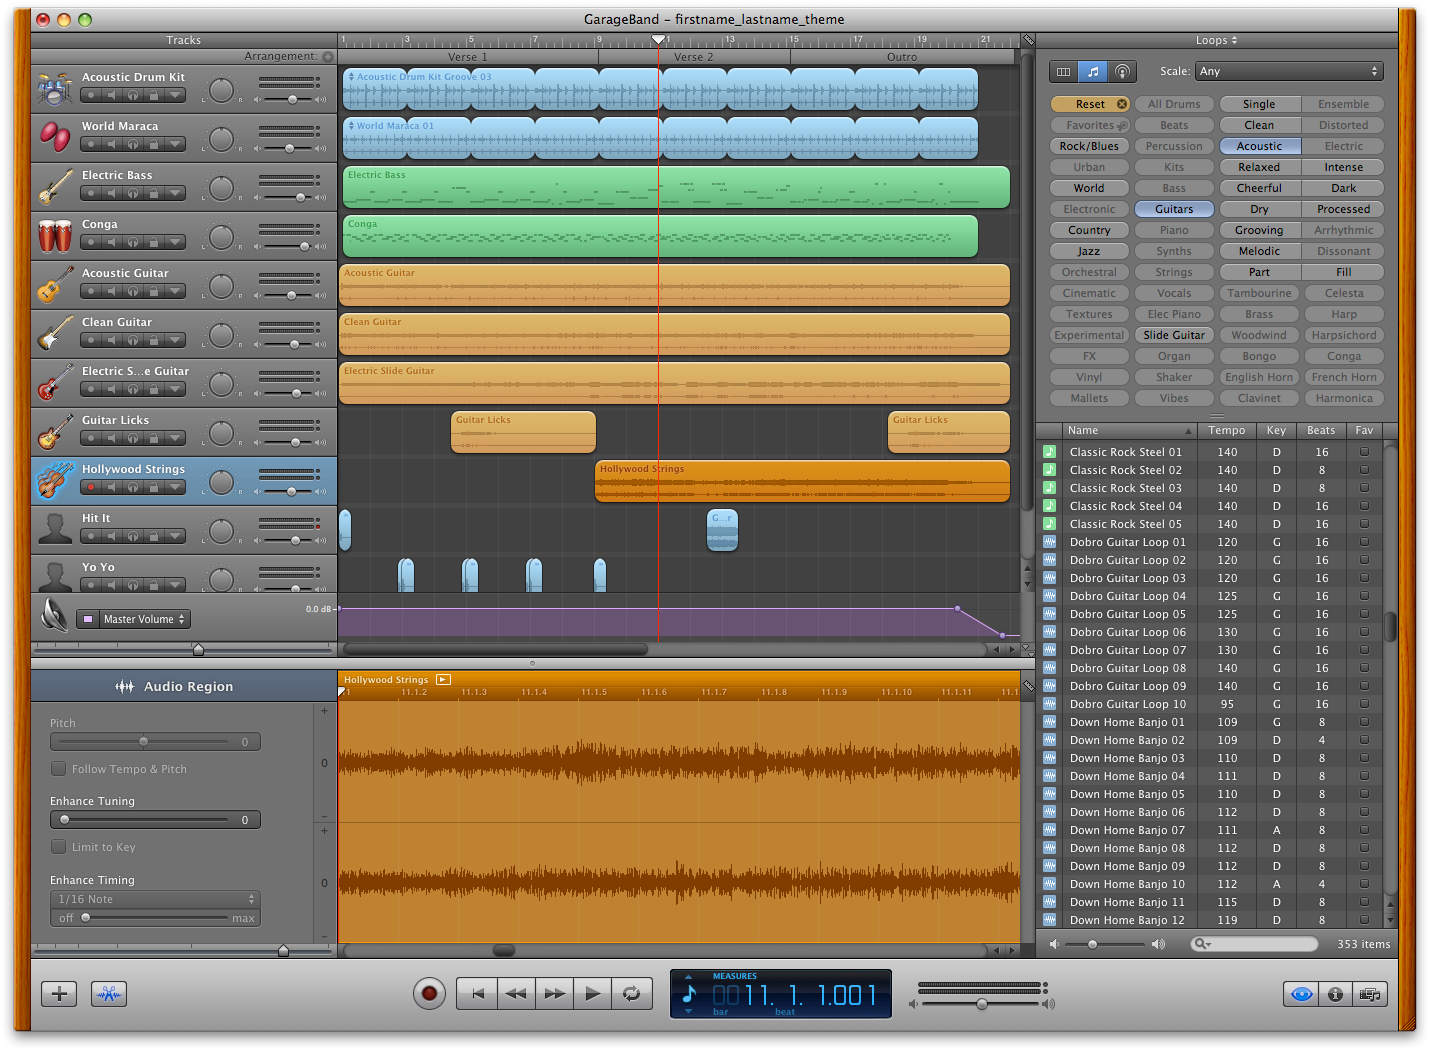 GarageBand – firstname_lastname_theme
Tracks
1 3 5 7 9 11 13 15 17 19 21
Loops
Arrangement:
Verse 1 Verse 2 Outro
Acoustic Drum Kit
Acoustic Drum Kit Groove 03
World Maraca
World Maraca 01
Electric Bass
Electric Bass
Conga
Conga
Acoustic Guitar
Acoustic Guitar
Clean Guitar
Clean Guitar
Electric S...e Guitar
Electric Slide Guitar
Guitar Licks
Guitar Licks Guitar Licks
Hollywood Strings
Hollywood Strings
Hit It
G...r
Yo Yo
0.0 dB
Master Volume
Scale: Any
Reset All Drums Single Ensemble
Favorites Beats Clean Distorted
Rock/Blues Percussion Acoustic Electric
Urban Kits Relaxed Intense
World Bass Cheerful Dark
Electronic Guitars Dry Processed
Country Piano Grooving Arrhythmic
Jazz Synths Melodic Dissonant
Orchestral Strings Part Fill
Cinematic Vocals Tambourine Celesta
Textures Elec Piano Brass Harp
Experimental Slide Guitar Woodwind Harpsichord
FX Organ Bongo Conga
Vinyl Shaker English Horn French Horn
Mallets Vibes Clavinet Harmonica
Name Tempo Key Beats Fav
Classic Rock Steel 01 140 D 16
Classic Rock Steel 02 140 D 8
Classic Rock Steel 03 140 D 8
Classic Rock Steel 04 140 D 16
Classic Rock Steel 05 140 D 16
Dobro Guitar Loop 01 120 G 16
Dobro Guitar Loop 02 120 G 16
Dobro Guitar Loop 03 120 G 16
Dobro Guitar Loop 04 125 G 16
Dobro Guitar Loop 05 125 G 16
Dobro Guitar Loop 06 130 G 16
Dobro Guitar Loop 07 130 G 16
Dobro Guitar Loop 08 140 G 16
Dobro Guitar Loop 09 140 G 16
Dobro Guitar Loop 10 95 G 16
Down Home Banjo 01 109 G 8
Down Home Banjo 02 109 D 4
Down Home Banjo 03 110 D 8
Down Home Banjo 04 111 D 8
Down Home Banjo 05 110 D 8
Down Home Banjo 06 112 D 8
Down Home Banjo 07 111 A 8
Down Home Banjo 08 112 D 8
Down Home Banjo 09 112 D 8
Down Home Banjo 10 112 A 4
Down Home Banjo 11 115 D 8
Down Home Banjo 12 119 D 8
353 items
Audio Region
Hollywood Strings
11.1.2 11.1.3 11.1.4 11.1.5 11.1.6 11.1.7 11.1.8 11.1.9 11.1.10 11.1.11
Pitch
0
Follow Tempo & Pitch
Enhance Tuning
0
Limit to Key
Enhance Timing
1/16 Note
off max
0
0
MEASURES
11. 1. 1.001
bar beat